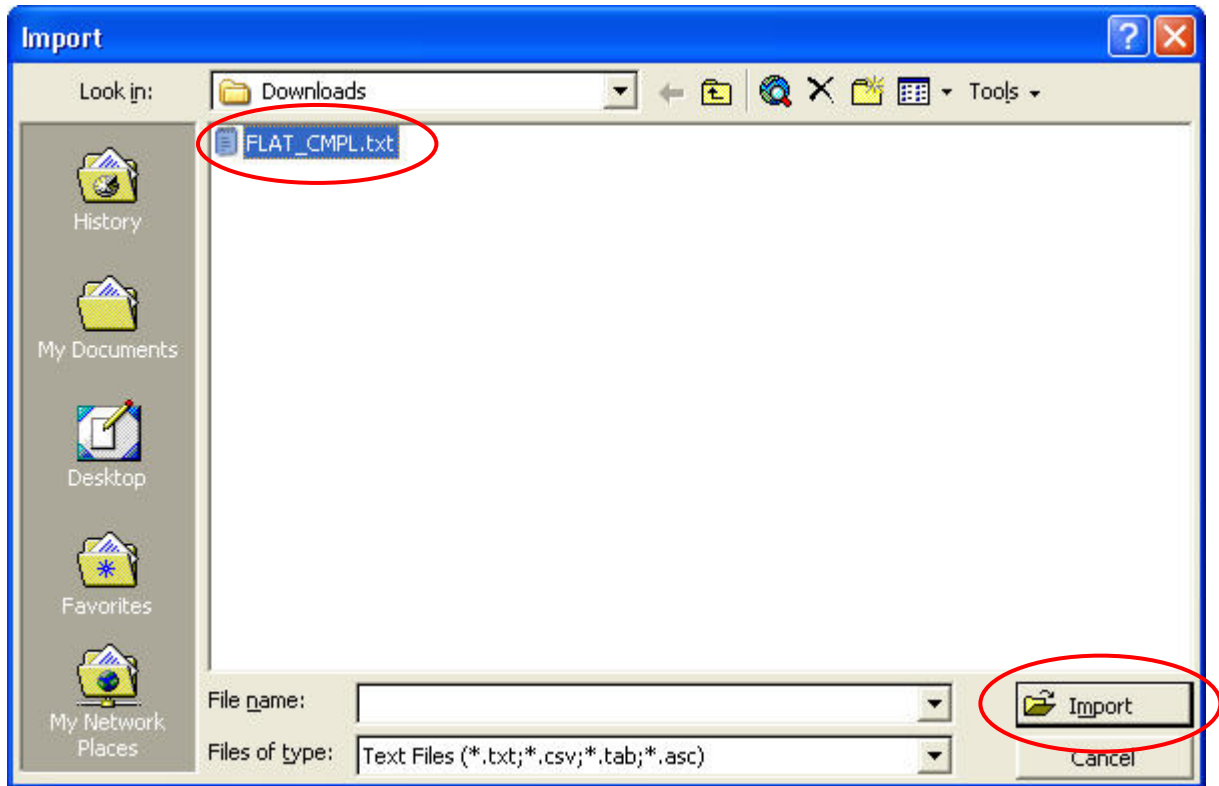 Import
Look in: Downloads Tools
FLAT_CMPL.txt
History
My Documents
Desktop
Favorites
My Network
Places
File name:
Import
Files of type: Text Files (*.txt;*.csv;*.tab;*.asc)
Cancel